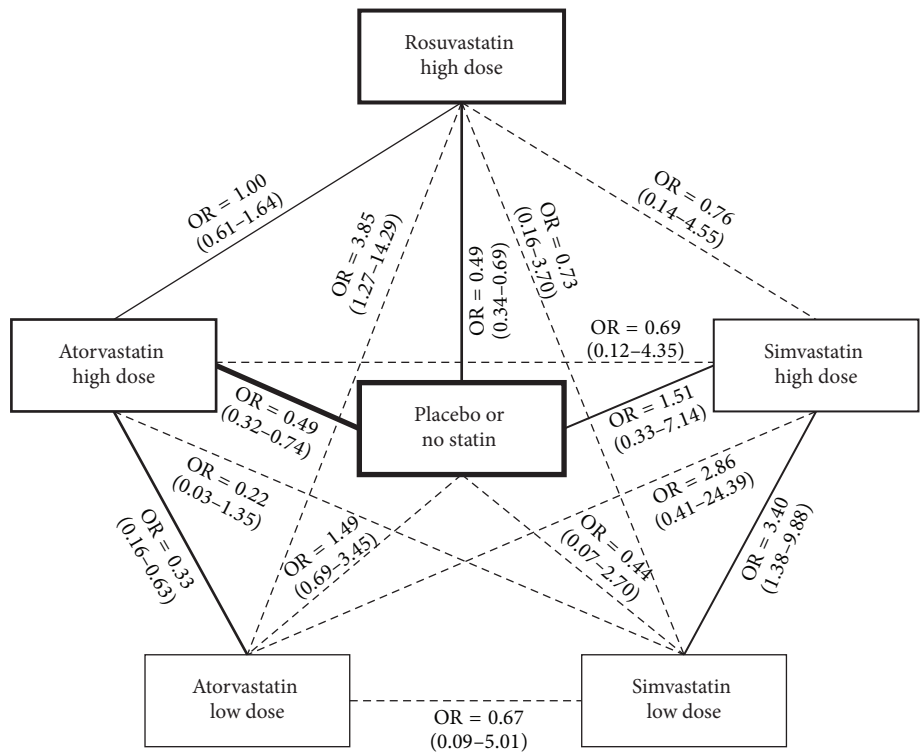 Rosuvastatin
high dose
OR = 1.00
(0.61–1.64)
OR = 3.85
(1.27–14.29)
OR = 0.49
(0.34–0.69)
OR = 0.73
(0.16–3.70)
OR = 0.76
(0.14–4.55)
Atorvastatin
high dose
OR = 0.69
(0.12–4.35)
Simvastatin
high dose
OR = 0.49
(0.32–0.74)
Placebo or
no statin
OR = 1.51
(0.33–7.14)
OR = 0.22
(0.03–1.35)
OR = 2.86
(0.41–24.39)
OR = 0.33
(0.16–0.63)
OR = 1.49
(0.69–3.45)
OR = 0.44
(0.07–2.70)
OR = 3.40
(1.38–9.88)
Atorvastatin
low dose
OR = 0.67
(0.09–5.01)
Simvastatin
low dose